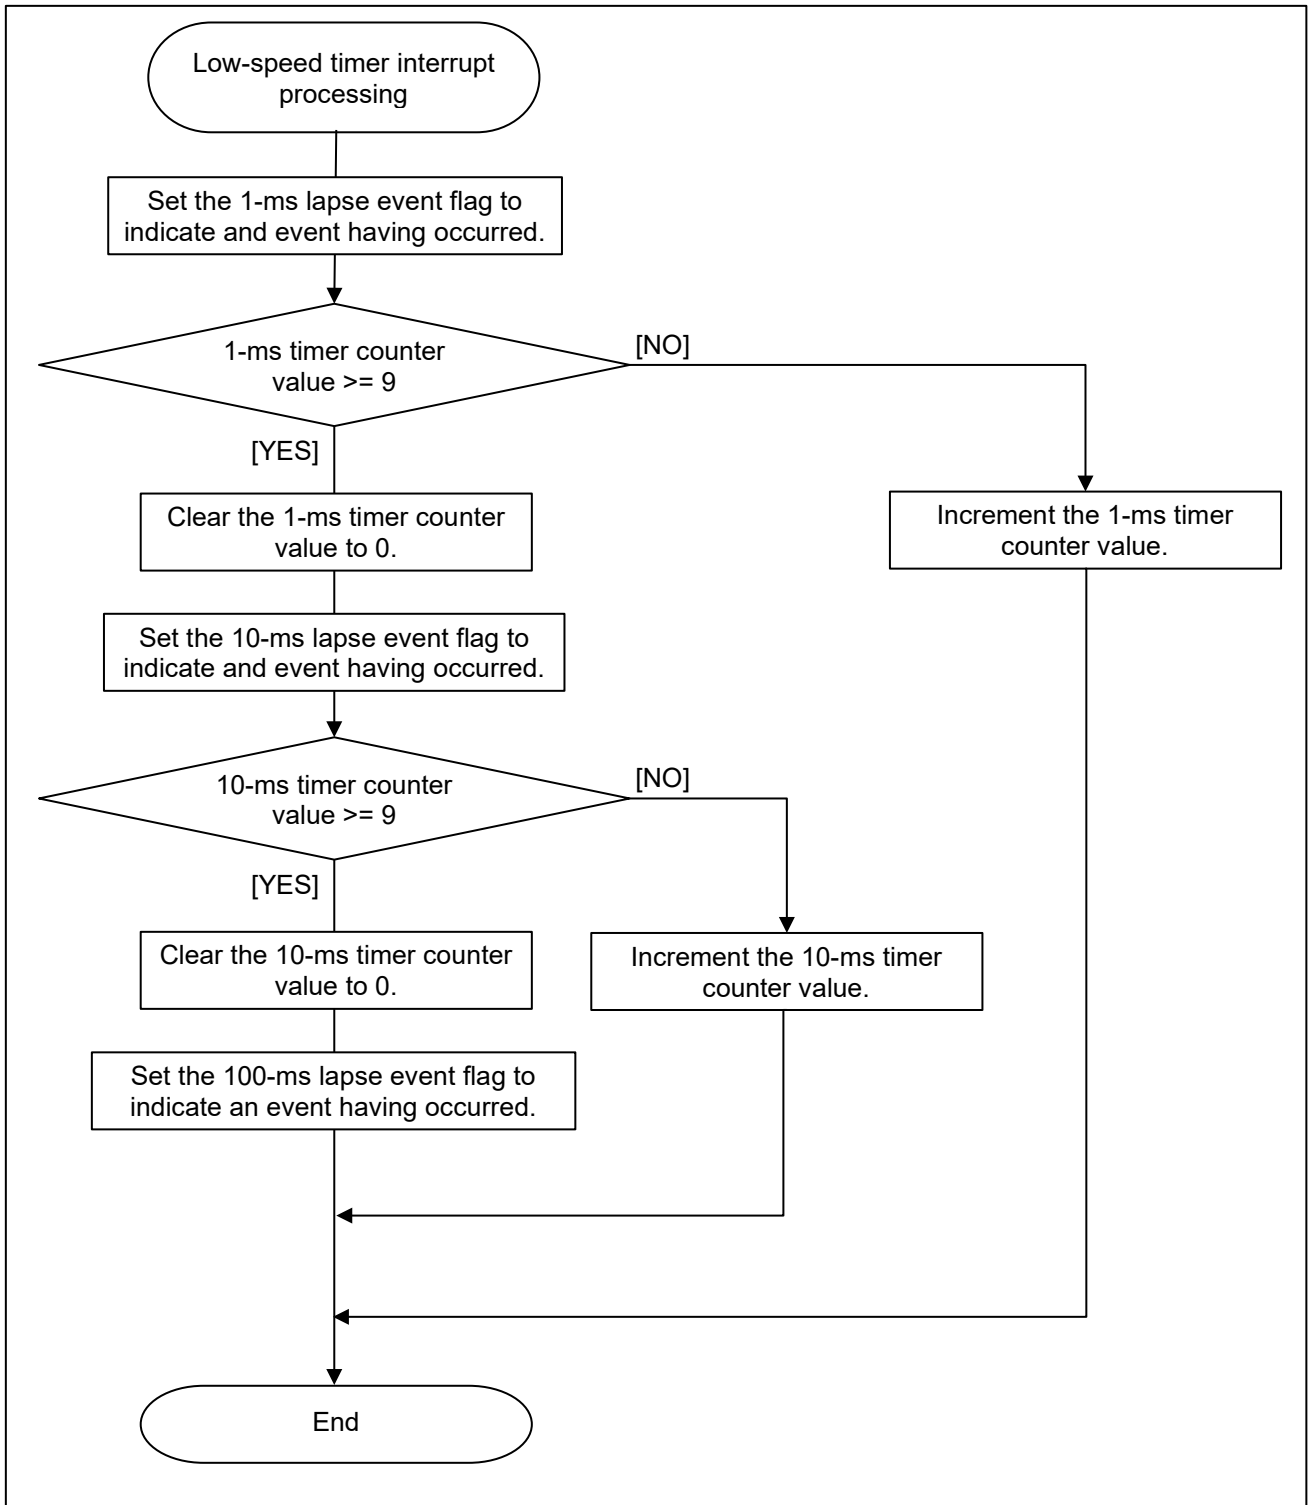 Low-speed timer interrupt
processing
Set the 1-ms lapse event flag to
indicate and event having occurred.
1-ms timer counter
value >= 9
[NO]
[YES]
Clear the 1-ms timer counter
value to 0.
Increment the 1-ms timer
counter value.
Set the 10-ms lapse event flag to
indicate and event having occurred.
10-ms timer counter
value >= 9
[NO]
[YES]
Clear the 10-ms timer counter
value to 0.
Increment the 10-ms timer
counter value.
Set the 100-ms lapse event flag to
indicate an event having occurred.
End